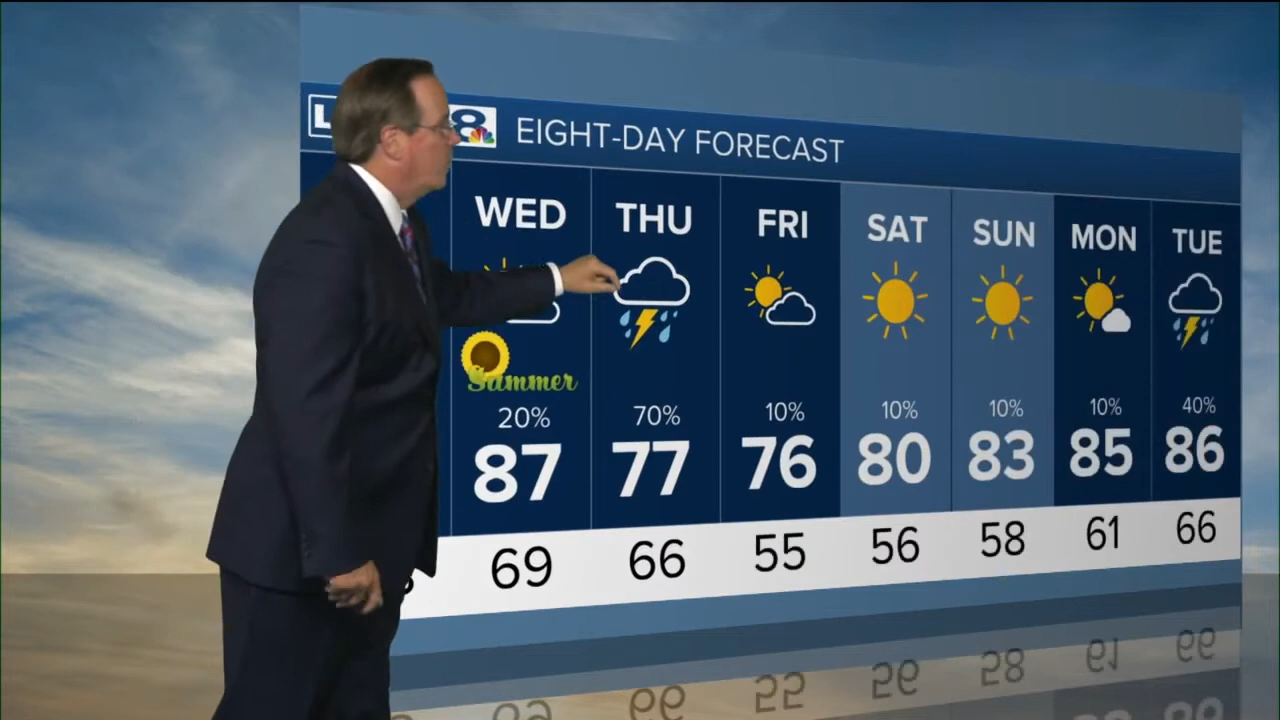 L 8 EIGHT-DAY FORECAST
WED THU FRI SAT SUN MON TUE
Summer
20% 70% 10% 10% 10% 10% 40%
87 77 76 80 83 85 86
69 66 55 56 58 61 66